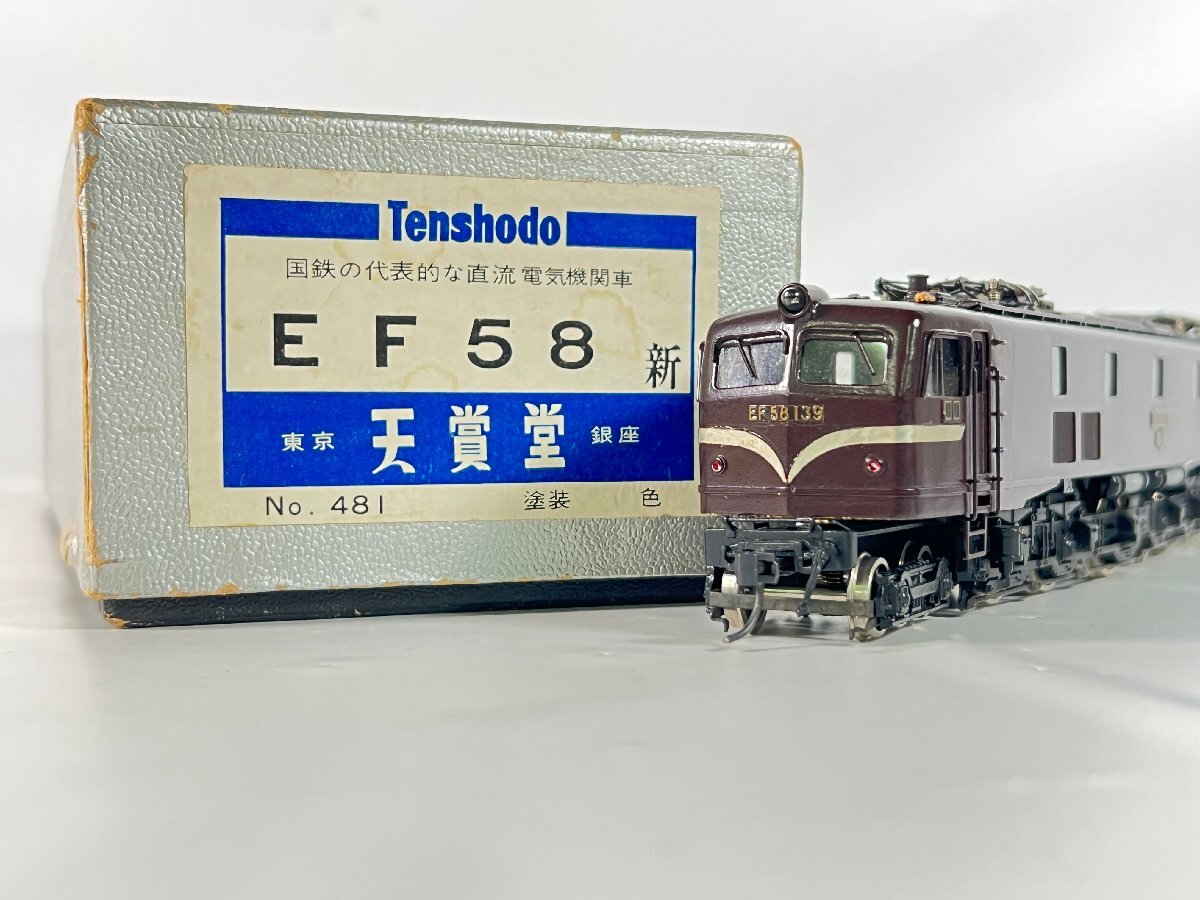 Tenshodo
国鉄の代表的な直流電気機関車
EF58 新
東京 天賞堂 銀座
No. 481 塗装 色
EF58139